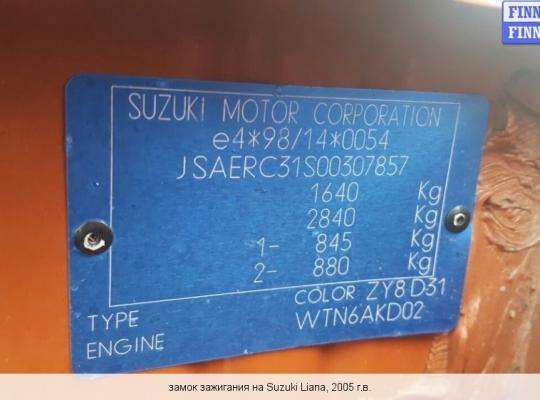 FINN
FINN
SUZUKI MOTOR CORPORATION
e4*98/14*0054
JSAERC31S00307857
1640 Kg
2840 Kg
1- 845 Kg
2- 880 Kg
COLOR ZY8 D31
TYPE WTN6AKD02
ENGINE
замок зажигания на Suzuki Liana, 2005 г.в.